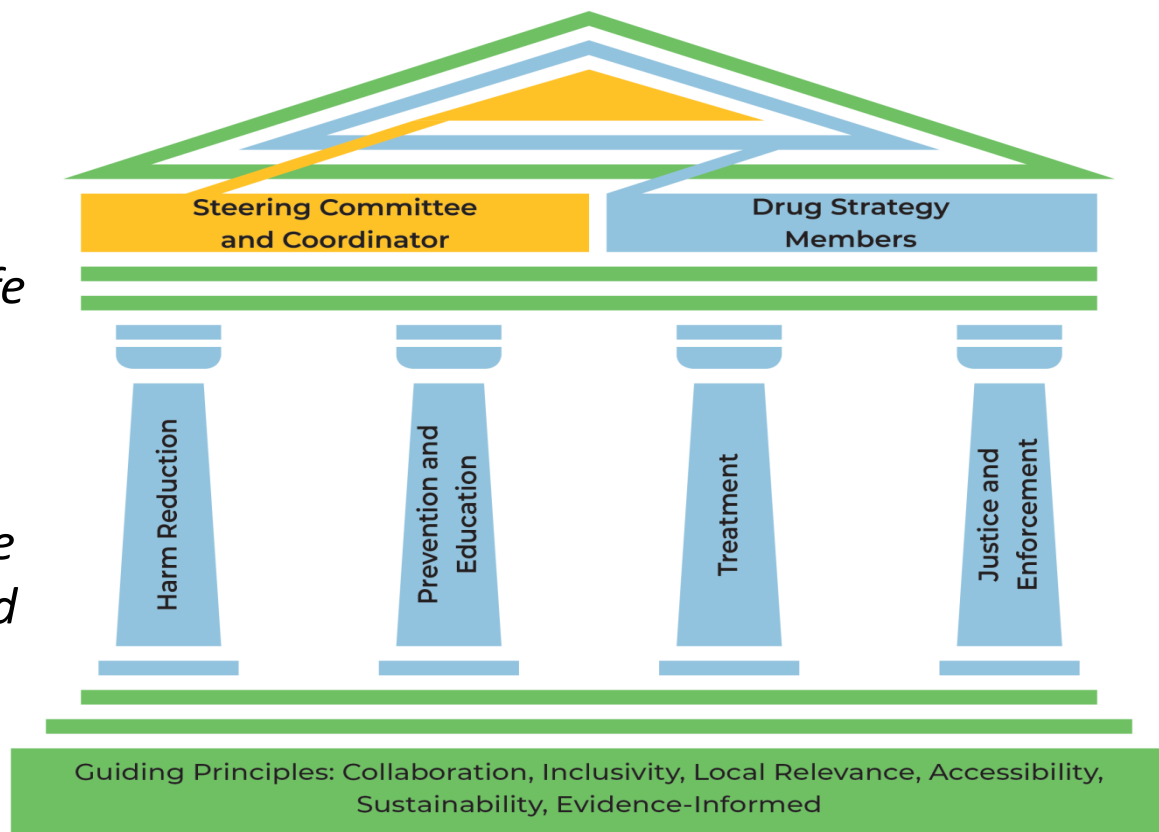 Steering Committee
and Coordinator
Drug Strategy
Members
Harm Reduction
Prevention and
Education
Treatment
Justice and
Enforcement
Guiding Principles: Collaboration, Inclusivity, Local Relevance, Accessibility,
Sustainability, Evidence-Informed